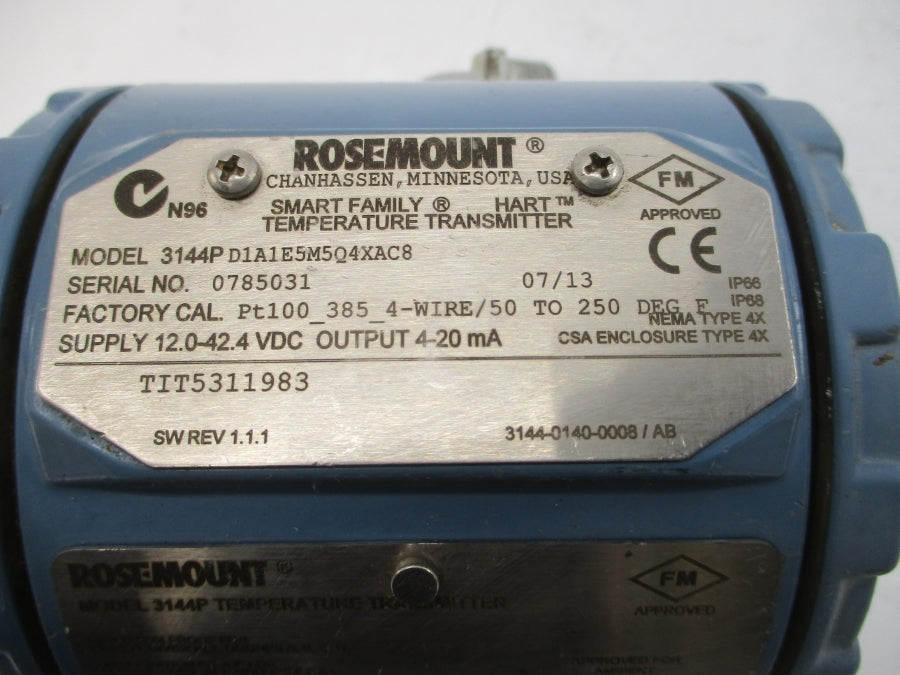 ROSEMOUNT ®
CHANHASSEN, MINNESOTA, USA
N96
SMART FAMILY ® HART™
TEMPERATURE TRANSMITTER
FM
APPROVED
MODEL 3144P D1A1E5M5Q4XAC8
CE
SERIAL NO. 0785031 07/13 IP66
FACTORY CAL. Pt100_385_4-WIRE/50 TO 250 DEG F IP68
NEMA TYPE 4X
SUPPLY 12.0-42.4 VDC OUTPUT 4-20 mA CSA ENCLOSURE TYPE 4X
TIT5311983
SW REV 1.1.1 3144-0140-0008 / AB
ROSEMOUNT ®
FM
MODEL 3144P TEMPERATURE TRANSMITTER
APPROVED
APPROVED FOR
AMBIENT